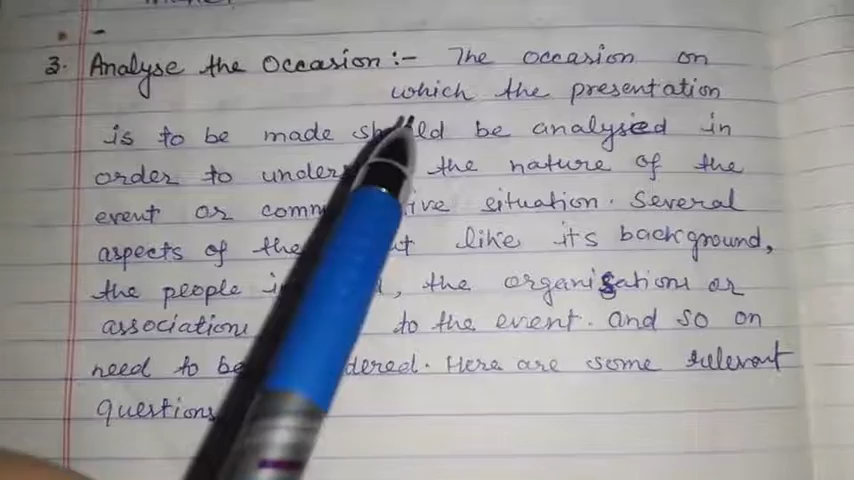 3. Analyse the Occasion :- The occasion on
which the presentation
is to be made should be analysed in
order to the nature of the
event or situation. Several
aspects of the like its background,
the people , the organisations or
associations to the event. and so on
need to be Here are some relevant
questions